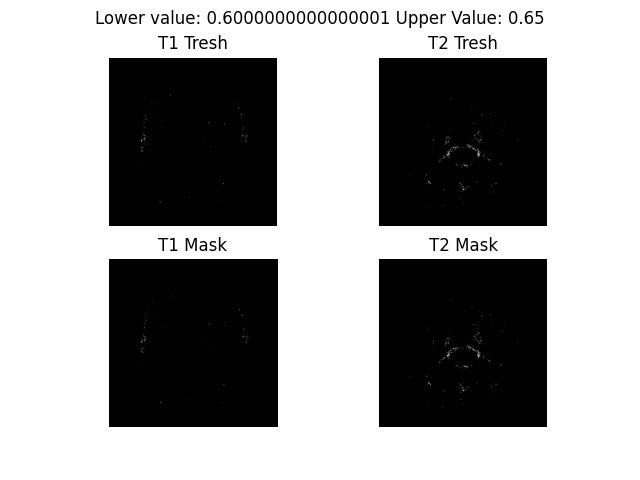 Lower value: 0.6000000000000001 Upper Value: 0.65
T1 Tresh
T2 Tresh
T1 Mask
T2 Mask